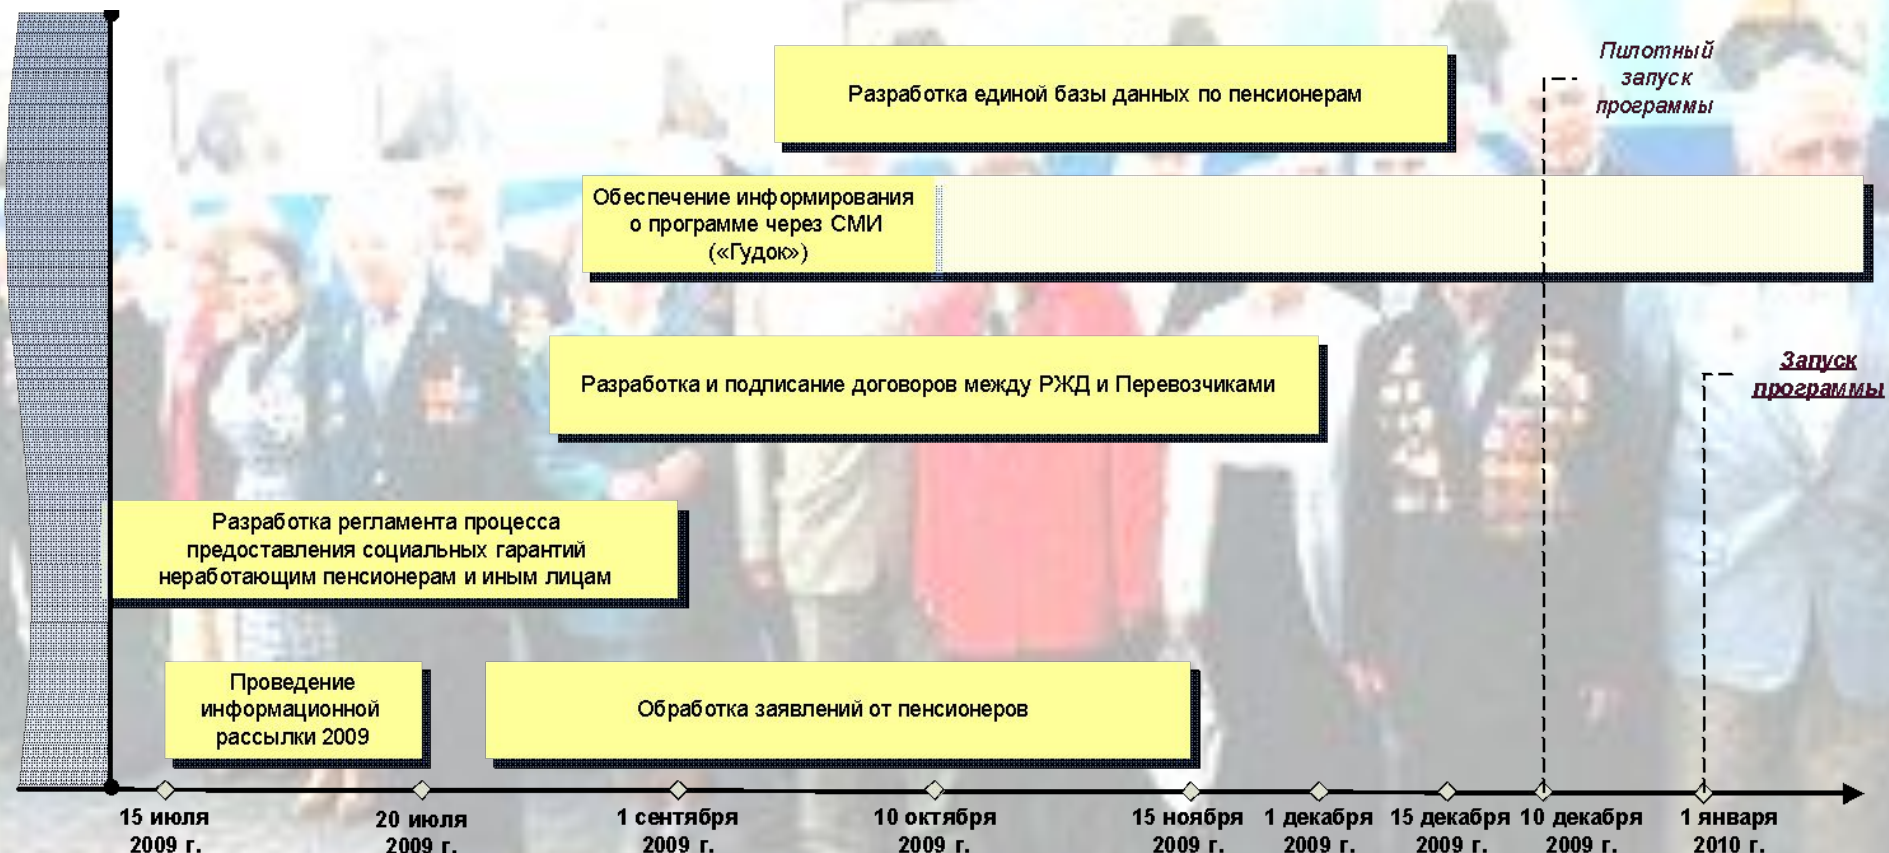 Разработка единой базы данных по пенсионерам
Пилотный
запуск
программы
Обеспечение информирования
о программе через СМИ
(«Гудок»)
Разработка и подписание договоров между РЖД и Перевозчиками
Запуск
программы
Разработка регламента процесса
предоставления социальных гарантий
неработающим пенсионерам и иным лицам
Проведение
информационной
рассылки 2009
Обработка заявлений от пенсионеров
15 июля
2009 г.
20 июля
2009 г.
1 сентября
2009 г.
10 октября
2009 г.
15 ноября
2009 г.
1 декабря
2009 г.
15 декабря
2009 г.
10 декабря
2009 г.
1 января
2010 г.